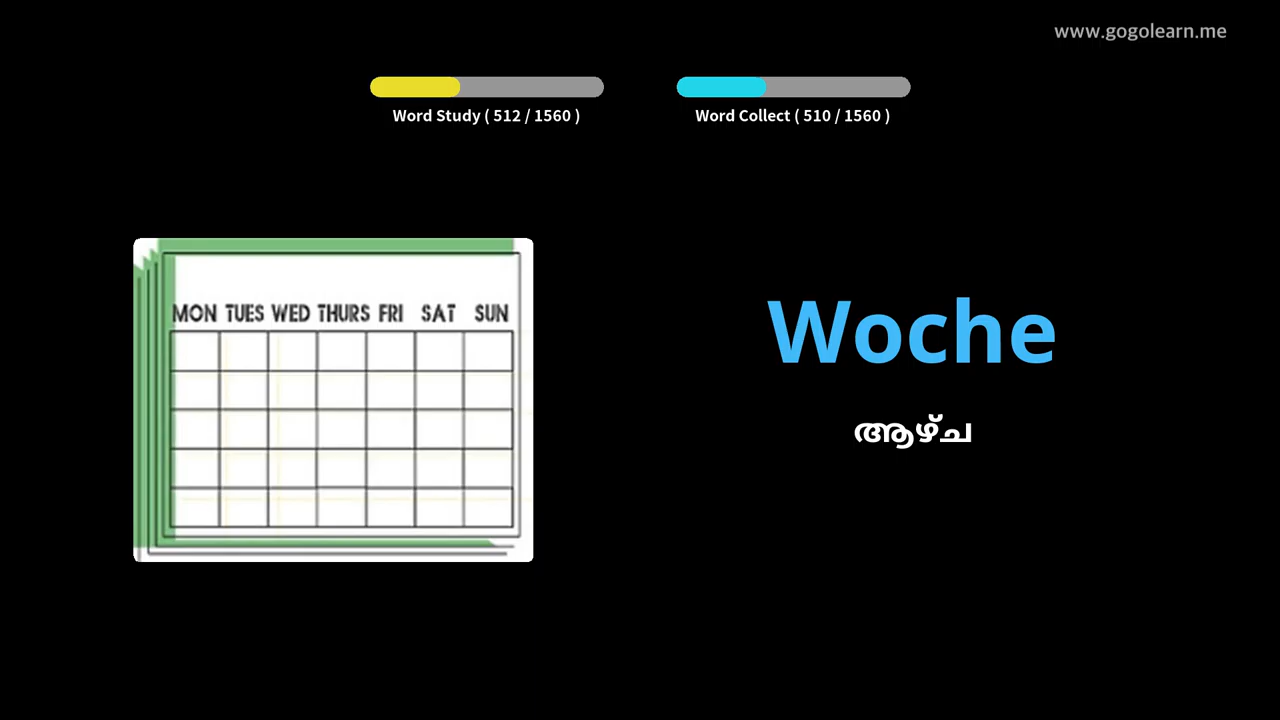 www.gogolearn.me
Word Study ( 512 / 1560 )
Word Collect ( 510 / 1560 )
MON TUES WED THURS FRI SAT SUN
Woche
ആഴ്ച